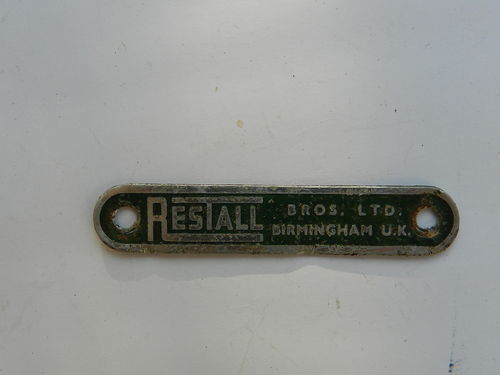 RESTALL BROS. LTD.
BIRMINGHAM U.K.